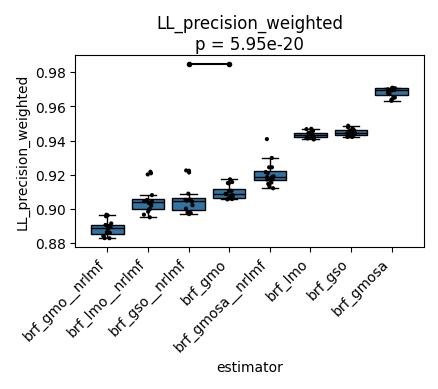 LL_precision_weighted
p = 5.95e-20
LL_precision_weighted
0.98
0.96
0.94
0.92
0.90
0.88
brf_gmo__nrlmf
brf_lmo__nrlmf
brf_gso__nrlmf
brf_gmo
brf_gmosa__nrlmf
brf_lmo
brf_gso
brf_gmosa
estimator